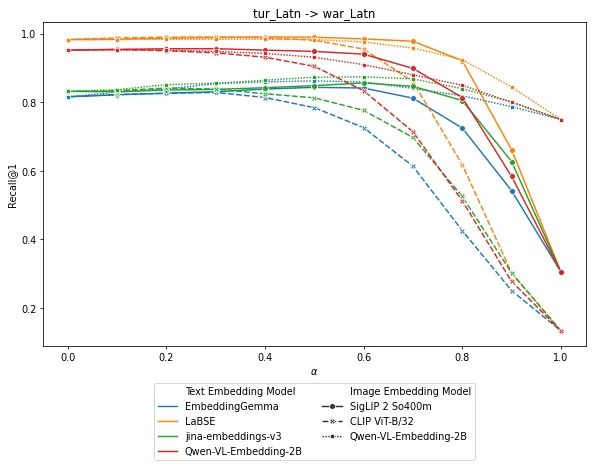 tur_Latn -> war_Latn
1.0
0.8
0.6
0.4
0.2
Recall@1
0.0 0.2 0.4 0.6 0.8 1.0
α
Text Embedding Model Image Embedding Model
EmbeddingGemma SigLIP 2 So400m
LaBSE CLIP ViT-B/32
jina-embeddings-v3 Qwen-VL-Embedding-2B
Qwen-VL-Embedding-2B